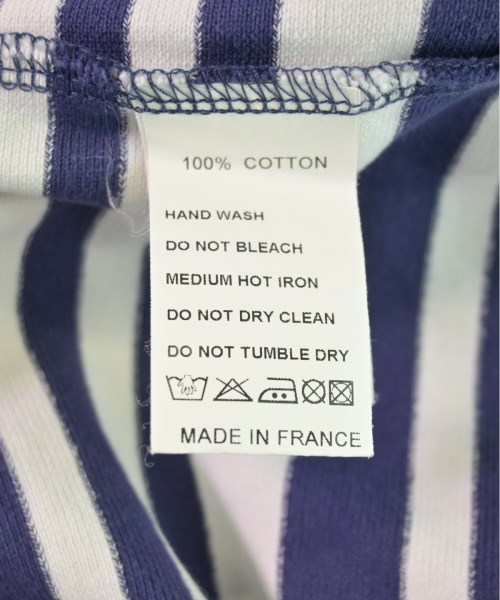 100% COTTON
HAND WASH
DO NOT BLEACH
MEDIUM HOT IRON
DO NOT DRY CLEAN
DO NOT TUMBLE DRY
MADE IN FRANCE